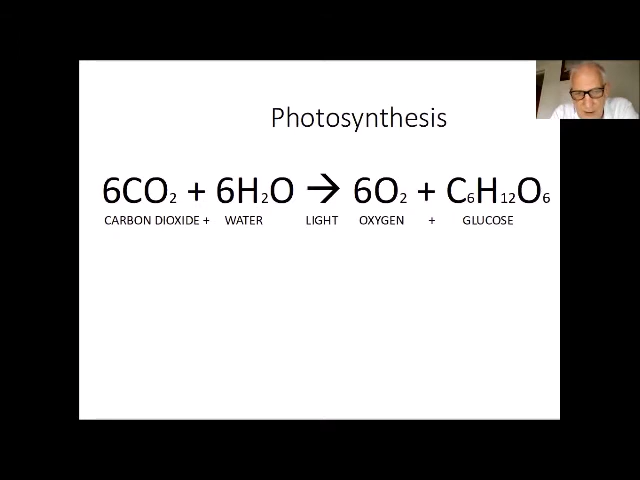 Photosynthesis
6CO₂ + 6H₂O → 6O₂ + C₆H₁₂O₆
CARBON DIOXIDE + WATER LIGHT OXYGEN + GLUCOSE